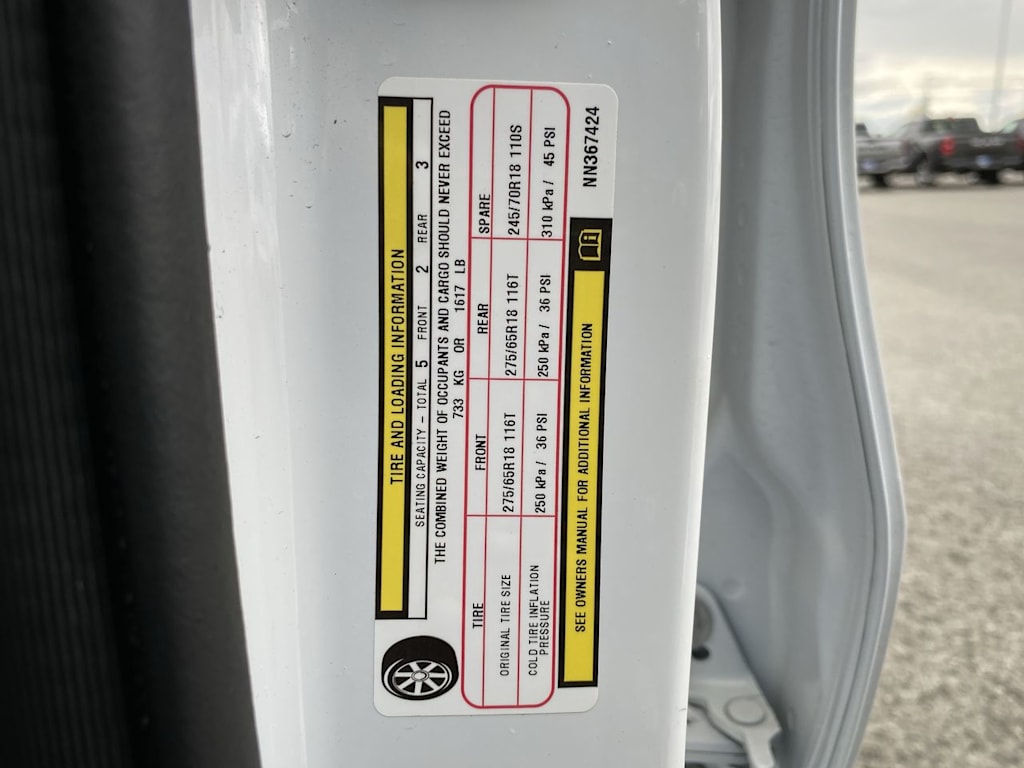 TIRE AND LOADING INFORMATION
SEATING CAPACITY – TOTAL 5 FRONT 2 REAR 3
THE COMBINED WEIGHT OF OCCUPANTS AND CARGO SHOULD NEVER EXCEED
733 KG OR 1617 LB
TIRE FRONT REAR SPARE
ORIGINAL TIRE SIZE 275/65R18 116T 275/65R18 116T 245/70R18 110S
COLD TIRE INFLATION PRESSURE 250 kPa / 36 PSI 250 kPa / 36 PSI 310 kPa / 45 PSI
SEE OWNERS MANUAL FOR ADDITIONAL INFORMATION
NN367424